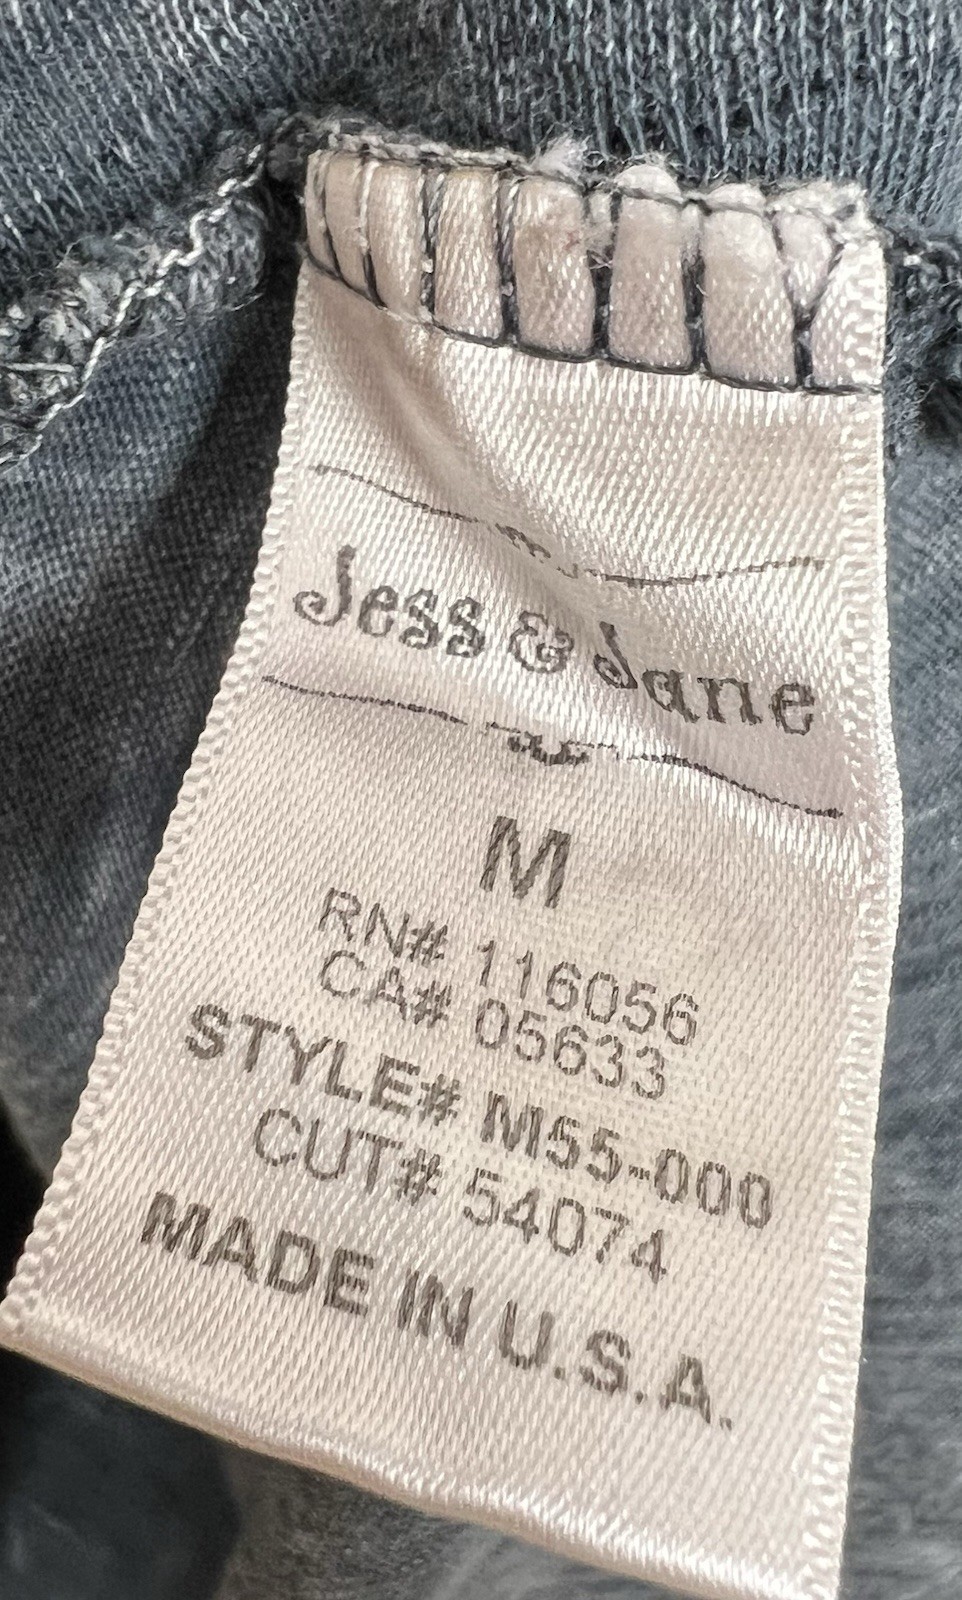 Jess & Jane
M
RN# 116056
CA# 05633
STYLE# M55-000
CUT# 54074
MADE IN U.S.A.